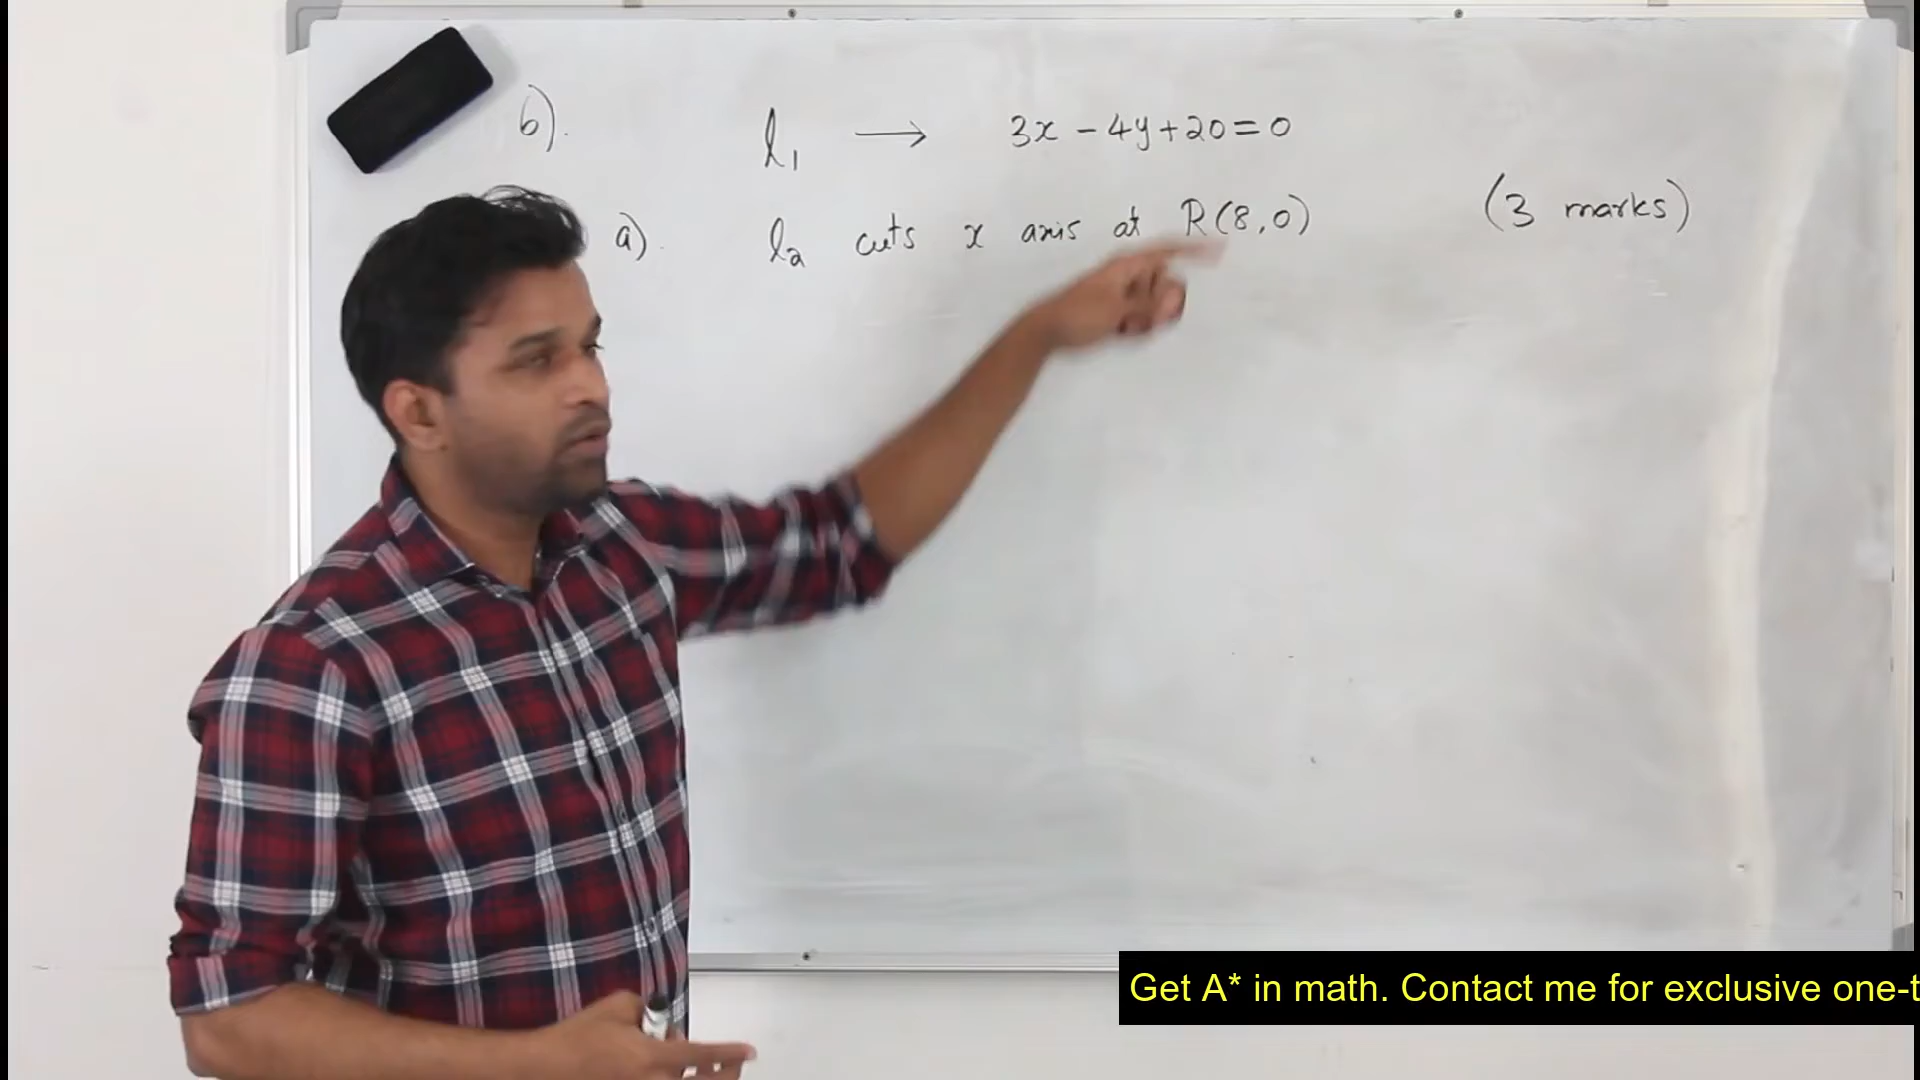 b). l₁ → 3x - 4y + 20 = 0
(3 marks)
a). l₂ cuts x axis at R(8,0)
Get A* in math. Contact me for exclusive one-t